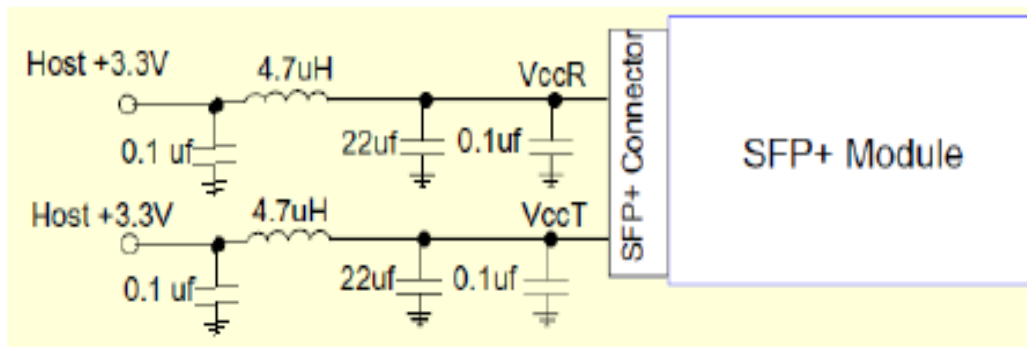 Host +3.3V
4.7uH
VccR
0.1 uf
22uf
0.1uf
Host +3.3V
4.7uH
VccT
0.1 uf
22uf
0.1uf
SFP+ Connector
SFP+ Module